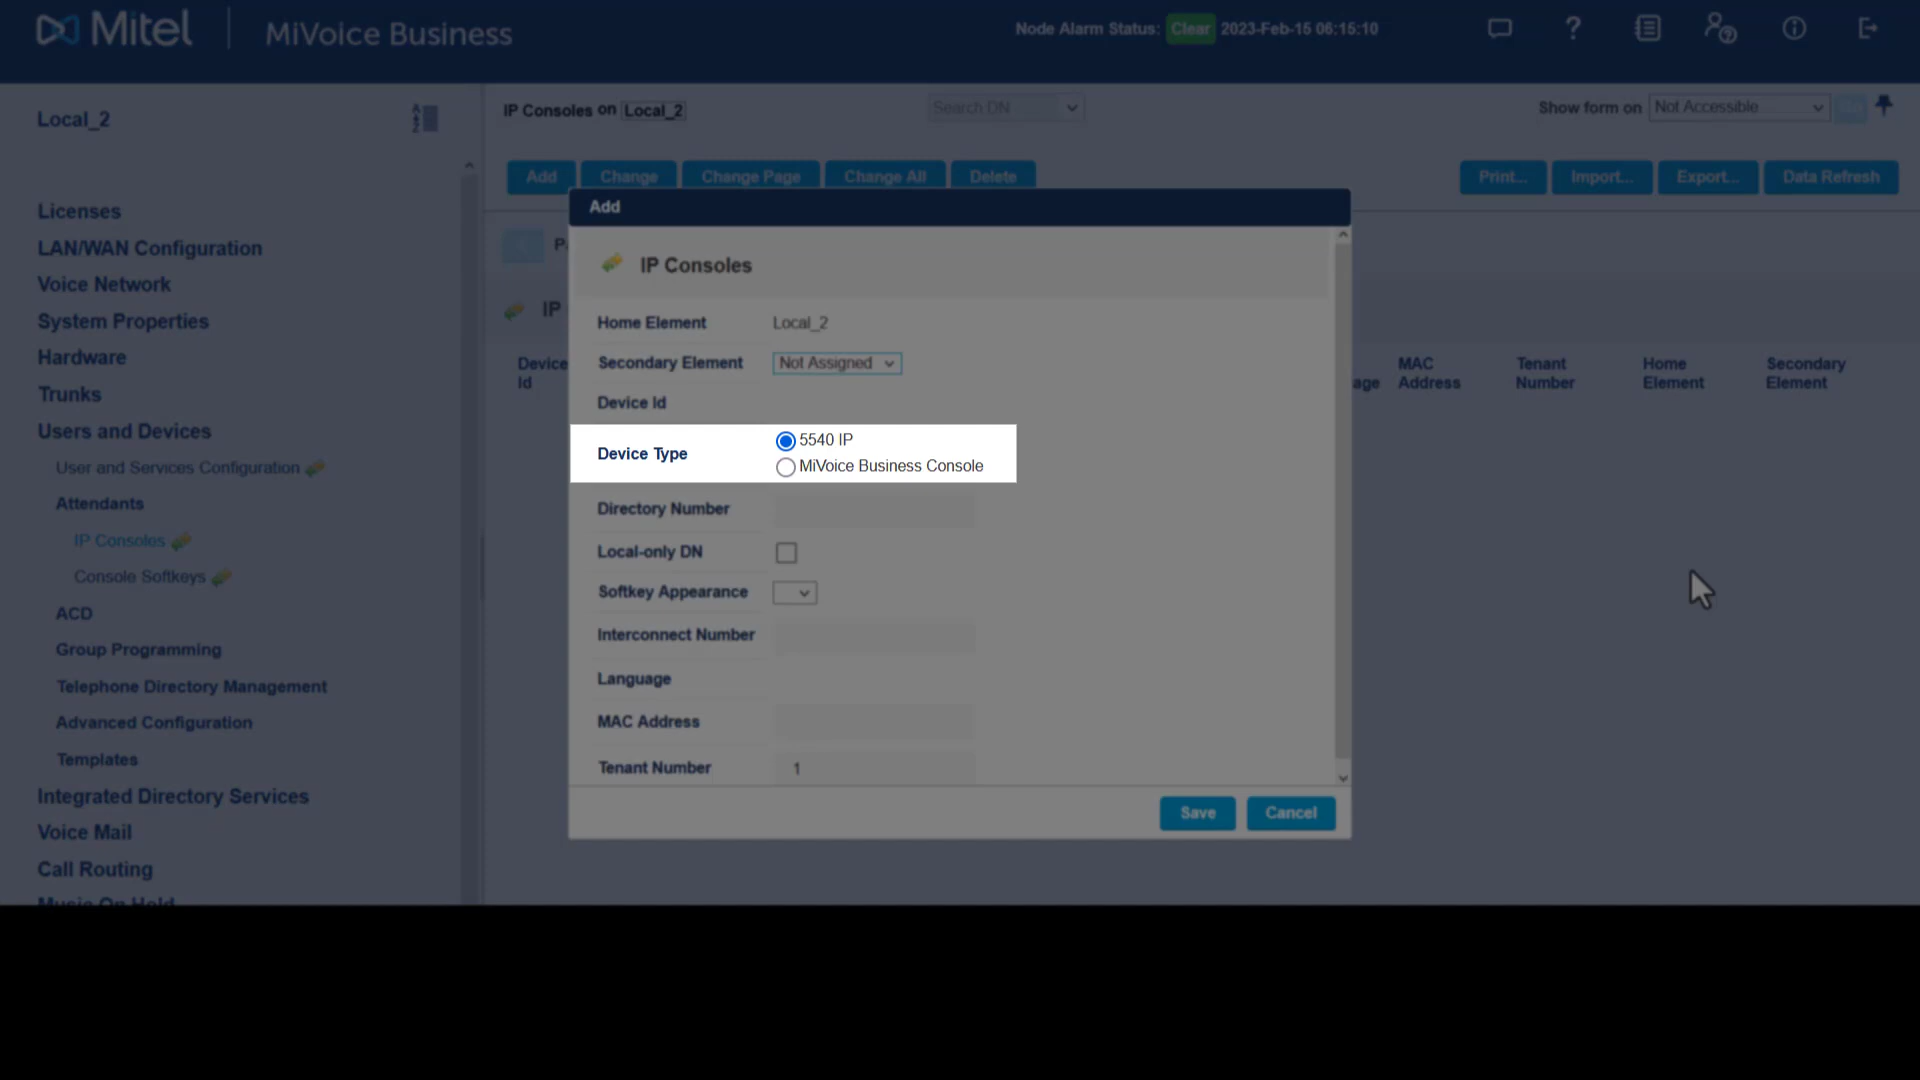 Mitel | MiVoice Business
Node Alarm Status: Clear 2023-Feb-15 06:15:10
Local_2
IP Consoles on Local_2
Search DN
Show form on Not Accessible
Add Change Change Page Change All Delete
Print... Import... Export... Data Refresh
Licenses
LAN/WAN Configuration
Voice Network
System Properties
Hardware
Trunks
Users and Devices
User and Services Configuration
Attendants
IP Consoles
Console Softkeys
ACD
Group Programming
Telephone Directory Management
Advanced Configuration
Templates
Integrated Directory Services
Voice Mail
Call Routing
Music On Hold
IP
Device
Id
MAC
Address
Tenant
Number
Home
Element
Secondary
Element
Add
IP Consoles
Home Element Local_2
Secondary Element Not Assigned
Device Id
Device Type
5540 IP
MiVoice Business Console
Directory Number
Local-only DN
Softkey Appearance
Interconnect Number
Language
MAC Address
Tenant Number 1
Save Cancel